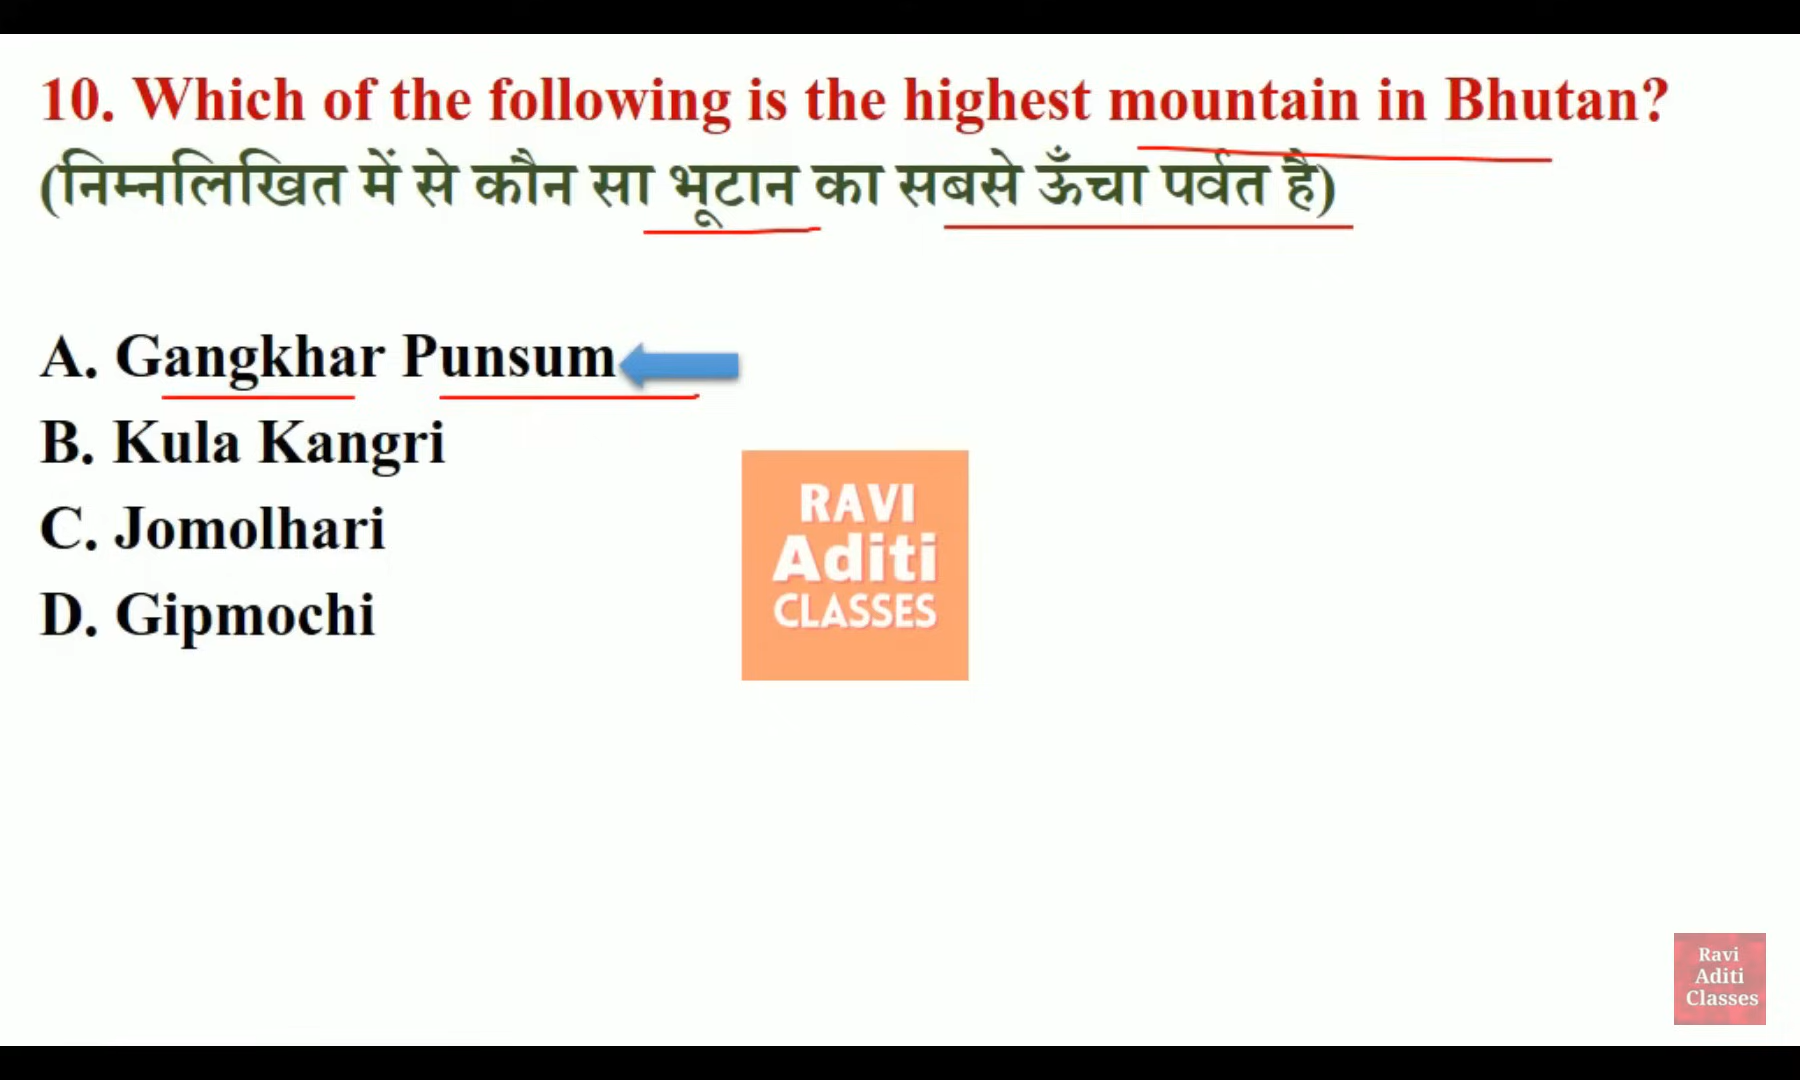 10. Which of the following is the highest mountain in Bhutan?
(निम्नलिखित में से कौन सा भूटान का सबसे ऊँचा पर्वत है)
A. Gangkhar Punsum
B. Kula Kangri
C. Jomolhari
D. Gipmochi
RAVI
Aditi
CLASSES
Ravi
Aditi
Classes